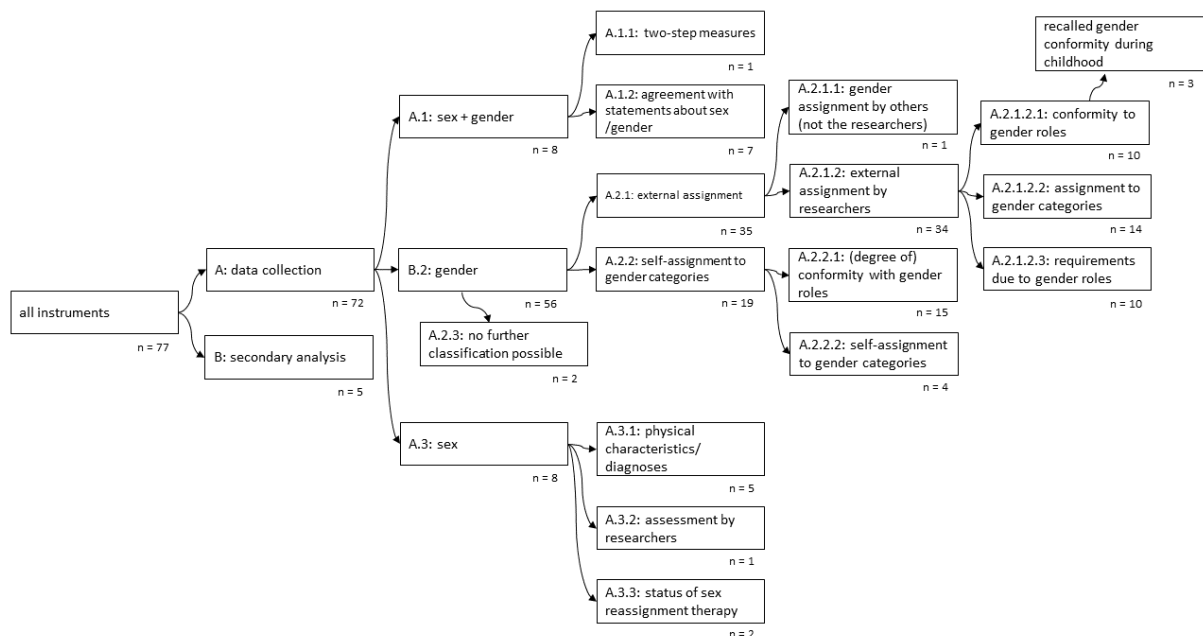 all instruments
n = 77
A: data collection
n = 72
B: secondary analysis
n = 5
A.1: sex + gender
n = 8
B.2: gender
n = 56
A.2.3: no further
classification possible
n = 2
A.3: sex
n = 8
A.1.1: two-step measures
n = 1
A.1.2: agreement with
statements about sex
/gender
n = 7
A.2.1: external assignment
n = 35
A.2.2: self-assignment to
gender categories
n = 19
A.3.1: physical
characteristics/
diagnoses
n = 5
A.3.2: assessment by
researchers
n = 1
A.3.3: status of sex
reassignment therapy
n = 2
A.2.1.1: gender
assignment by others
(not the researchers)
n = 1
A.2.1.2: external
assignment by
researchers
n = 34
A.2.2.1: (degree of)
conformity with gender
roles
n = 15
A.2.2.2: self-assignment
to gender categories
n = 4
recalled gender
conformity during
childhood
n = 3
A.2.1.2.1: conformity to
gender roles
n = 10
A.2.1.2.2: assignment to
gender categories
n = 14
A.2.1.2.3: requirements
due to gender roles
n = 10